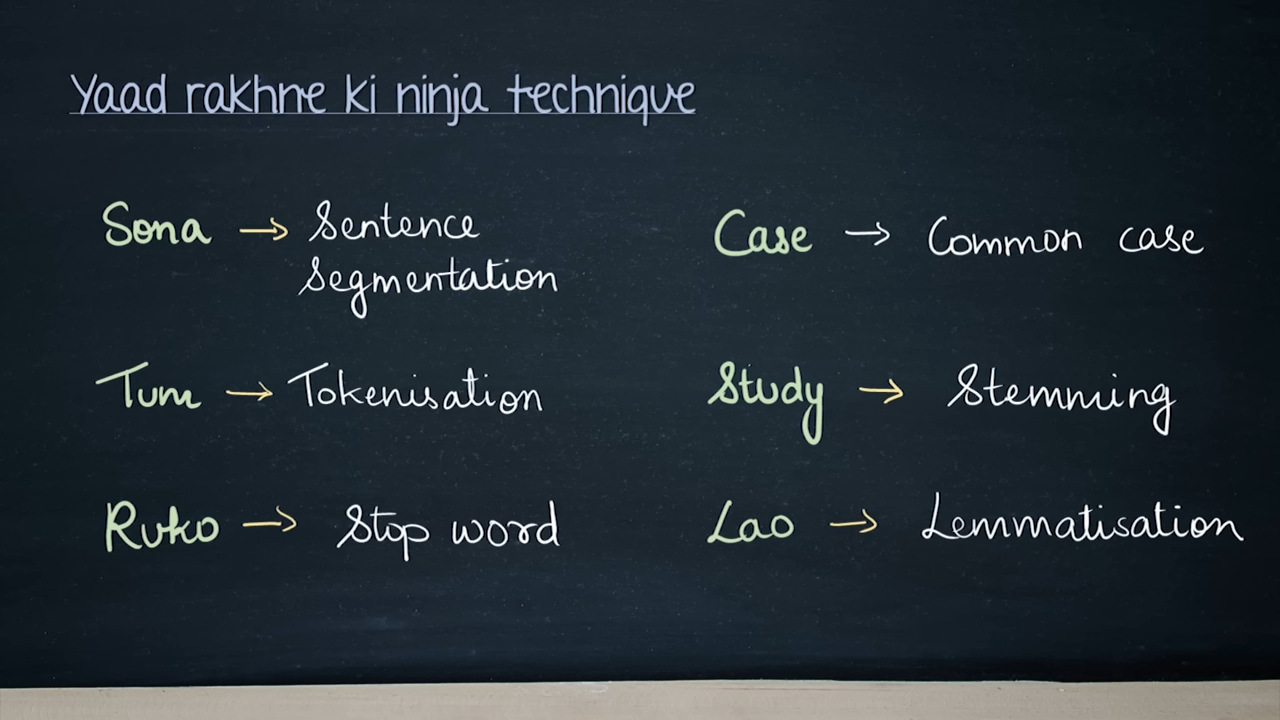 Yaad rakhne ki ninja technique
Sona → Sentence
Segmentation
Tum → Tokenisation
Ruko → Stop word
Case → Common case
Study → Stemming
Lao → Lemmatisation